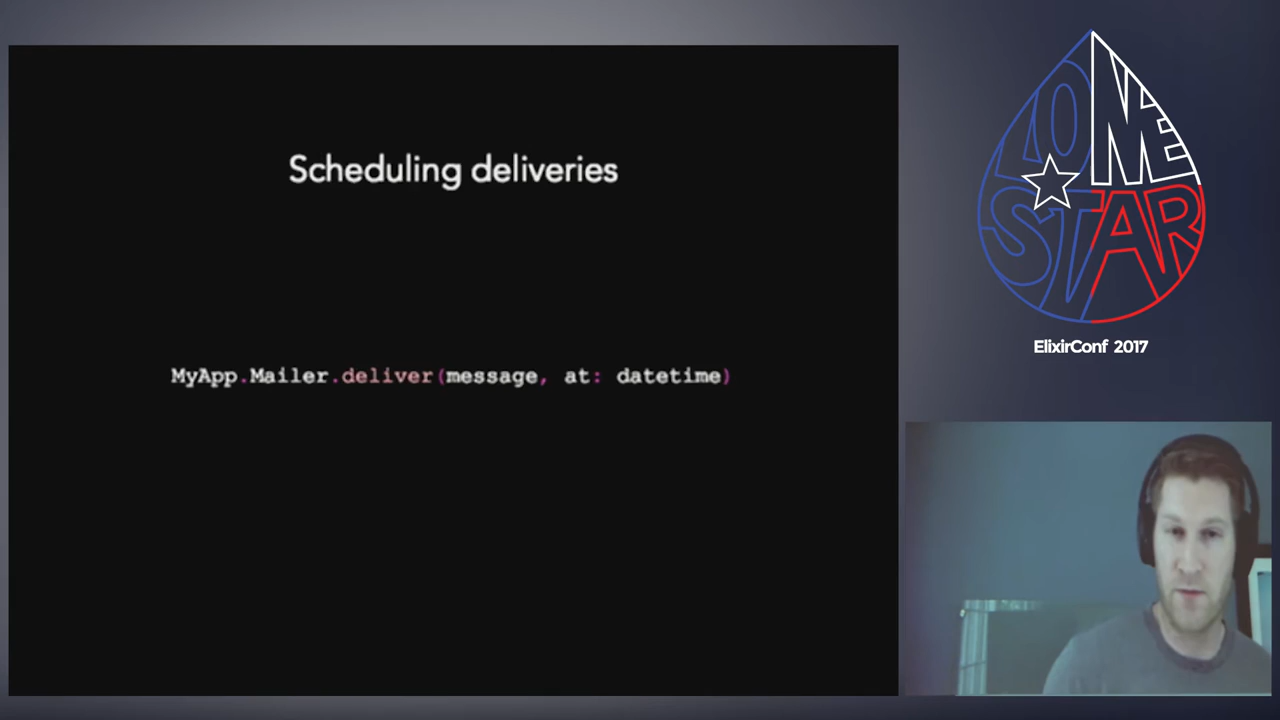 Scheduling deliveries
MyApp.Mailer.deliver(message, at: datetime)
LONE
STAR
ElixirConf 2017